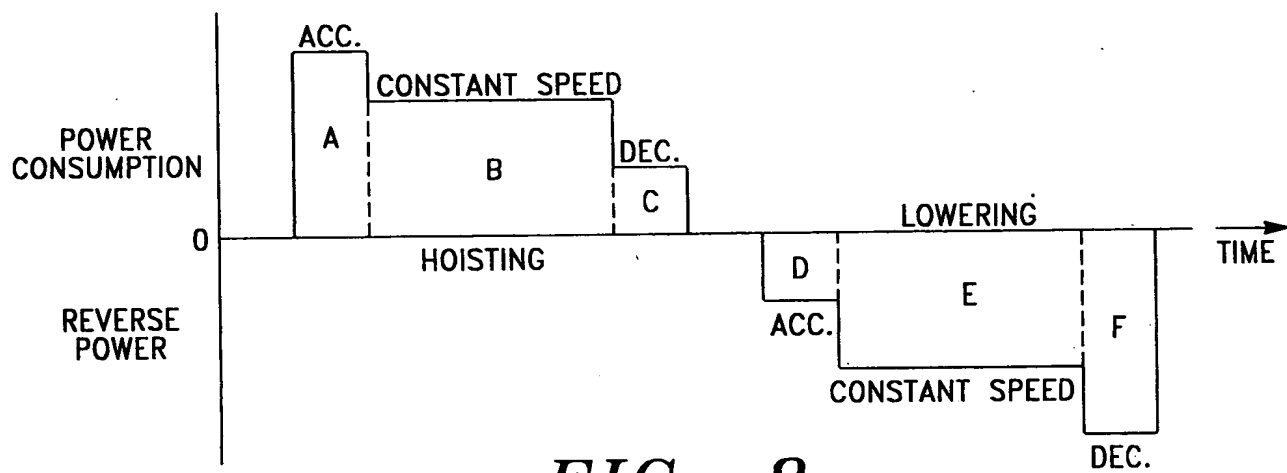 ACC.
CONSTANT SPEED
POWER
CONSUMPTION
A
B
DEC.
C
LOWERING
0
HOISTING
TIME
D
E
F
REVERSE
POWER
ACC.
CONSTANT SPEED
DEC.